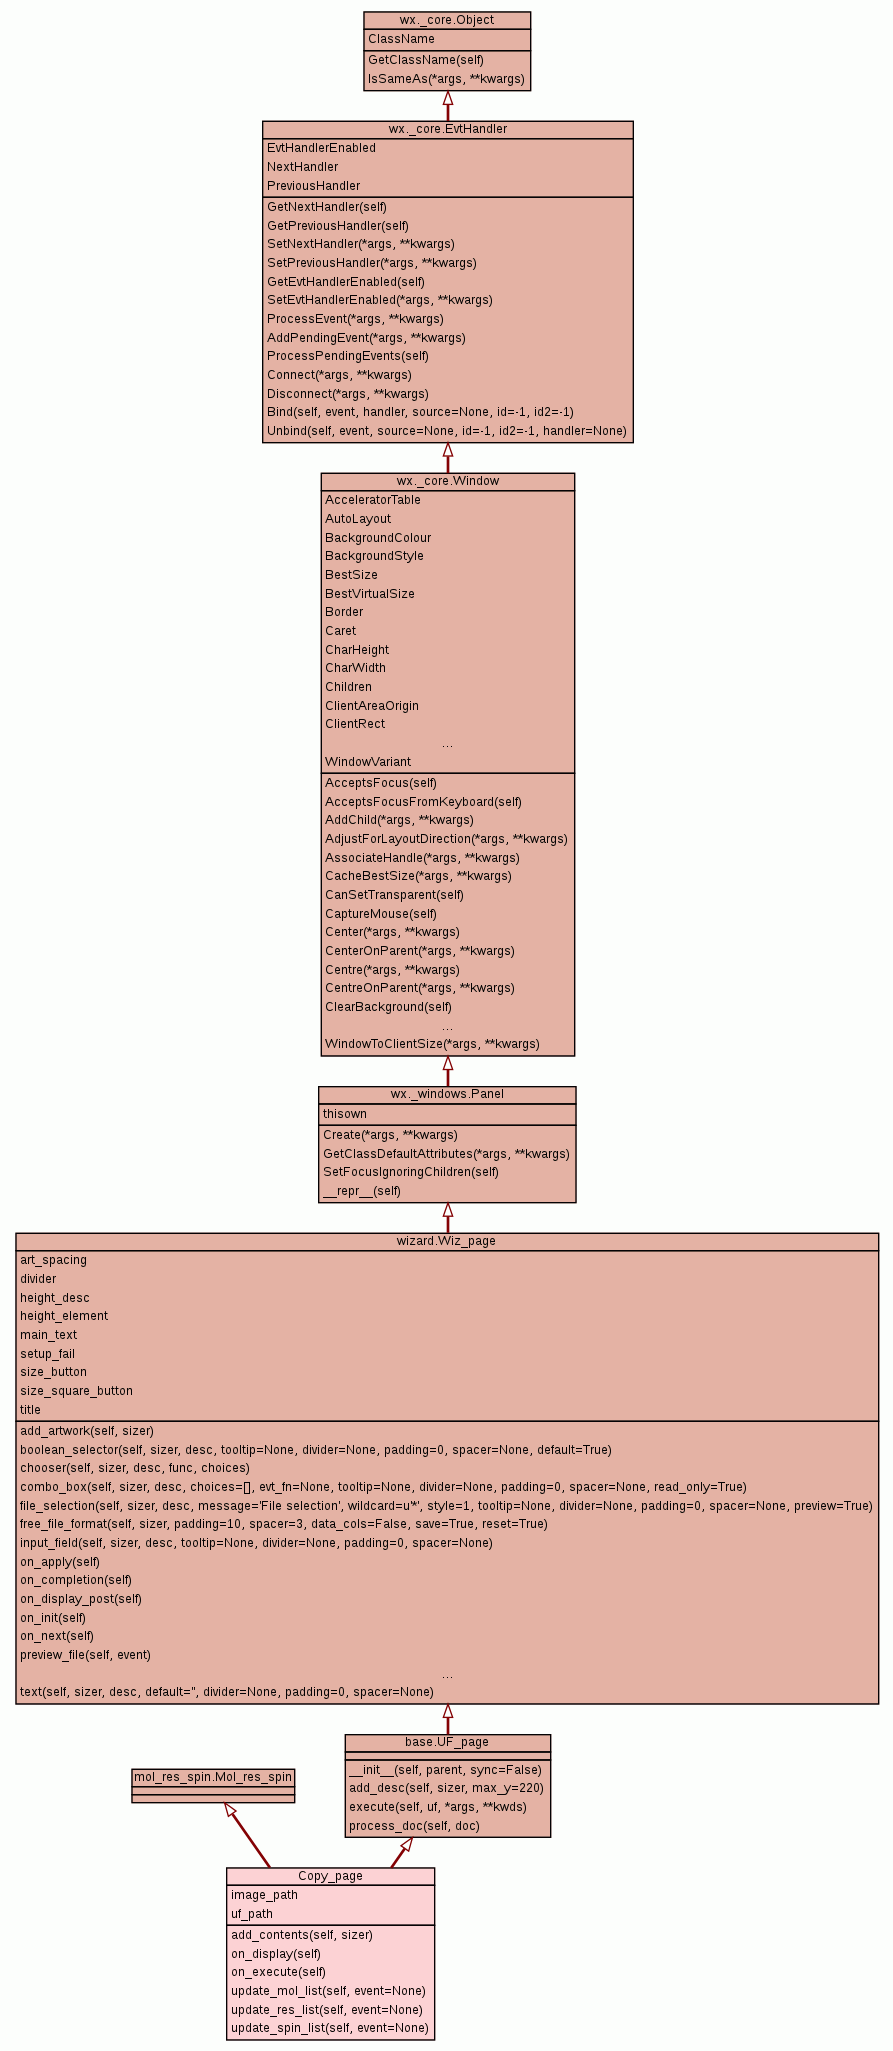 wx._core.Object
ClassName
GetClassName(self)
IsSameAs(*args, **kwargs)
wx._core.EvtHandler
EvtHandlerEnabled
NextHandler
PreviousHandler
GetNextHandler(self)
GetPreviousHandler(self)
SetNextHandler(*args, **kwargs)
SetPreviousHandler(*args, **kwargs)
GetEvtHandlerEnabled(self)
SetEvtHandlerEnabled(*args, **kwargs)
ProcessEvent(*args, **kwargs)
AddPendingEvent(*args, **kwargs)
ProcessPendingEvents(self)
Connect(*args, **kwargs)
Disconnect(*args, **kwargs)
Bind(self, event, handler, source=None, id=-1, id2=-1)
Unbind(self, event, source=None, id=-1, id2=-1, handler=None)
wx._core.Window
AcceleratorTable
AutoLayout
BackgroundColour
BackgroundStyle
BestSize
BestVirtualSize
Border
Caret
CharHeight
CharWidth
Children
ClientAreaOrigin
ClientRect
...
WindowVariant
AcceptsFocus(self)
AcceptsFocusFromKeyboard(self)
AddChild(*args, **kwargs)
AdjustForLayoutDirection(*args, **kwargs)
AssociateHandle(*args, **kwargs)
CacheBestSize(*args, **kwargs)
CanSetTransparent(self)
CaptureMouse(self)
Center(*args, **kwargs)
CenterOnParent(*args, **kwargs)
Centre(*args, **kwargs)
CentreOnParent(*args, **kwargs)
ClearBackground(self)
...
WindowToClientSize(*args, **kwargs)
wx._windows.Panel
thisown
Create(*args, **kwargs)
GetClassDefaultAttributes(*args, **kwargs)
SetFocusIgnoringChildren(self)
__repr__(self)
wizard.Wiz_page
art_spacing
divider
height_desc
height_element
main_text
setup_fail
size_button
size_square_button
title
add_artwork(self, sizer)
boolean_selector(self, sizer, desc, tooltip=None, divider=None, padding=0, spacer=None, default=True)
chooser(self, sizer, desc, func, choices)
combo_box(self, sizer, desc, choices=[], evt_fn=None, tooltip=None, divider=None, padding=0, spacer=None, read_only=True)
file_selection(self, sizer, desc, message='File selection', wildcard=u'*', style=1, tooltip=None, divider=None, padding=0, spacer=None, preview=True)
free_file_format(self, sizer, padding=10, spacer=3, data_cols=False, save=True, reset=True)
input_field(self, sizer, desc, tooltip=None, divider=None, padding=0, spacer=None)
on_apply(self)
on_completion(self)
on_display_post(self)
on_init(self)
on_next(self)
preview_file(self, event)
...
text(self, sizer, desc, default='', divider=None, padding=0, spacer=None)
base.UF_page
__init__(self, parent, sync=False)
add_desc(self, sizer, max_y=220)
execute(self, uf, *args, **kwds)
process_doc(self, doc)
mol_res_spin.Mol_res_spin
Copy_page
image_path
uf_path
add_contents(self, sizer)
on_display(self)
on_execute(self)
update_mol_list(self, event=None)
update_res_list(self, event=None)
update_spin_list(self, event=None)